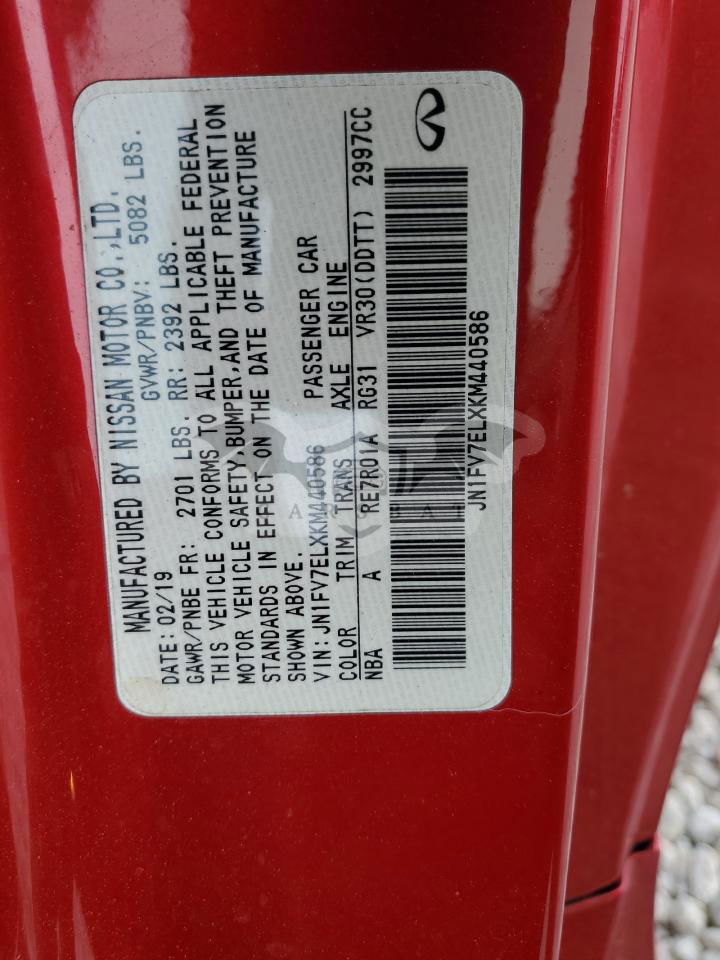 MANUFACTURED BY NISSAN MOTOR CO.,LTD.
DATE: 02/19 GVWR/PNBV: 5082 LBS.
GAWR/PNBE FR: 2701 LBS. RR: 2392 LBS.
THIS VEHICLE CONFORMS TO ALL APPLICABLE FEDERAL
MOTOR VEHICLE SAFETY,BUMPER,AND THEFT PREVENTION
STANDARDS IN EFFECT ON THE DATE OF MANUFACTURE
SHOWN ABOVE.
VIN: JN1FV7ELXKM440586 PASSENGER CAR
COLOR TRIM TRANS AXLE ENGINE
NBA A RE7R01A RG31 VR30(DDTT) 2997CC
JN1FV7ELXKM440586